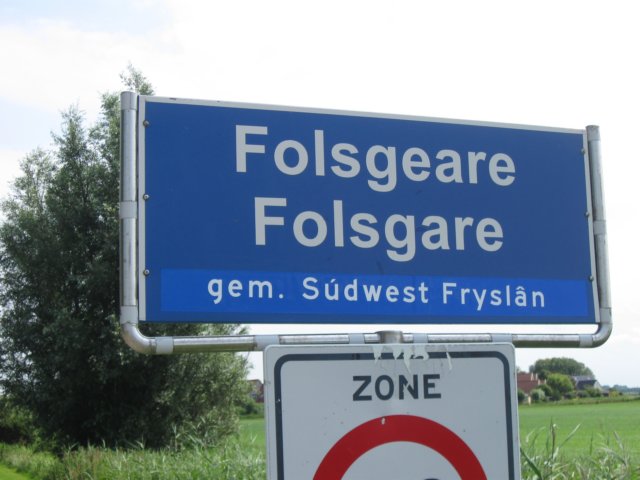 Folsgeare
Folsgare
gem. Súdwest Fryslân
ZONE